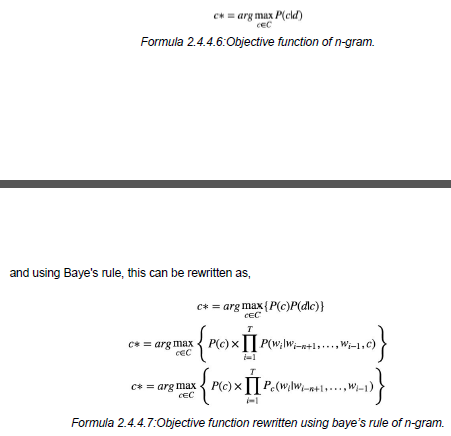 c* = arg max P(c|d)
c∈C
Formula 2.4.4.6:Objective function of n-gram.
and using Baye's rule, this can be rewritten as,
c* = arg max{P(c)P(d|c)}
c∈C
c* = arg max { P(c) × ∏ P(wᵢ|wᵢ₋ₙ₊₁, . . . , wᵢ₋₁, c) }
c∈C i=1 T
c* = arg max { P(c) × ∏ P_c(wᵢ|wᵢ₋ₙ₊₁, . . . , wᵢ₋₁) }
c∈C i=1 T
Formula 2.4.4.7:Objective function rewritten using baye's rule of n-gram.